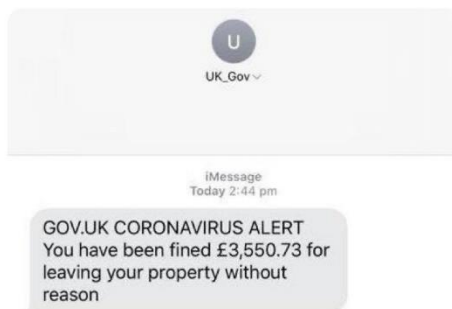 U
UK_Gov
iMessage
Today 2:44 pm
GOV.UK CORONAVIRUS ALERT
You have been fined £3,550.73 for
leaving your property without
reason